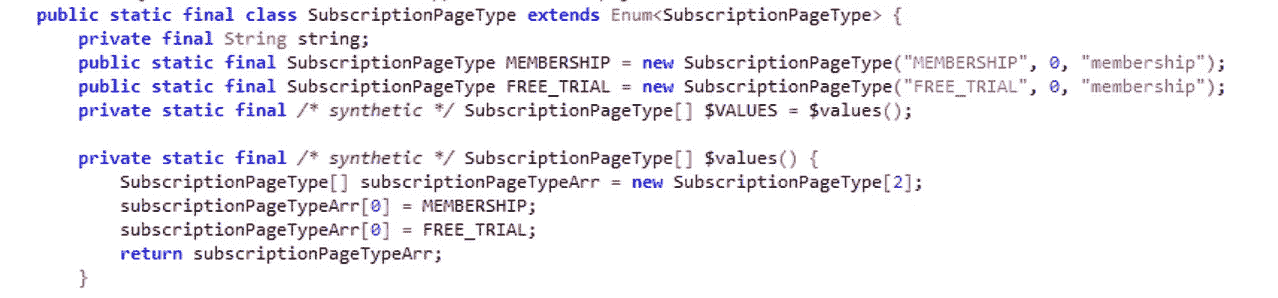 public static final class SubscriptionPageType extends Enum<SubscriptionPageType> {
private final String string;
public static final SubscriptionPageType MEMBERSHIP = new SubscriptionPageType("MEMBERSHIP", 0, "membership");
public static final SubscriptionPageType FREE_TRIAL = new SubscriptionPageType("FREE_TRIAL", 0, "membership");
private static final /* synthetic */ SubscriptionPageType[] $VALUES = $values();
private static final /* synthetic */ SubscriptionPageType[] $values() {
SubscriptionPageType[] subscriptionPageTypeArr = new SubscriptionPageType[2];
subscriptionPageTypeArr[0] = MEMBERSHIP;
subscriptionPageTypeArr[0] = FREE_TRIAL;
return subscriptionPageTypeArr;
}